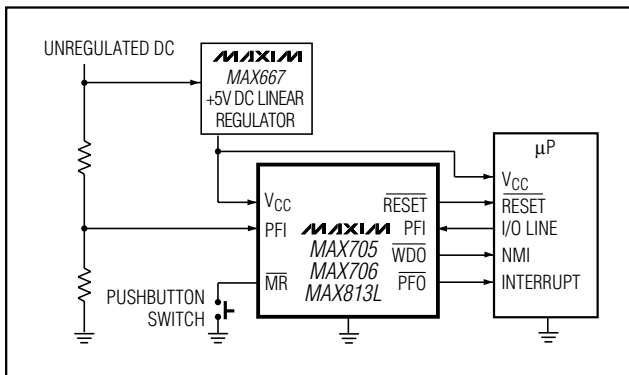 UNREGULATED DC
MAXIM
MAX667
+5V DC LINEAR
REGULATOR
µP
VCC
RESET
I/O LINE
NMI
INTERRUPT
VCC
PFI
MR
MAXIM
MAX705
MAX706
MAX813L
RESET
PFI
WDO
PFO
PUSHBUTTON
SWITCH